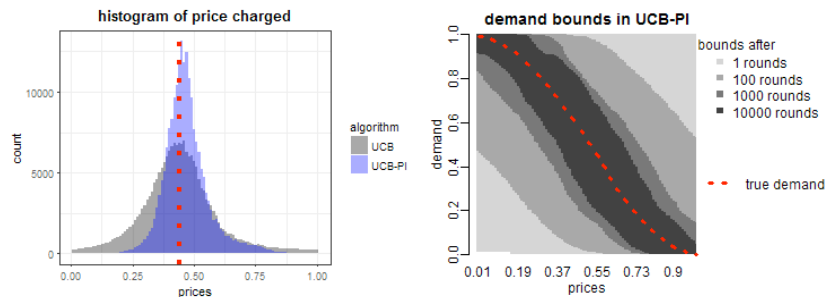 histogram of price charged
count
10000
5000
0
0.00 0.25 0.50 0.75 1.00
prices
algorithm
UCB
UCB-PI
demand bounds in UCB-PI
demand
1.0
0.8
0.6
0.4
0.2
0.0
0.01 0.19 0.37 0.55 0.73 0.9
prices
bounds after
1 rounds
100 rounds
1000 rounds
10000 rounds
true demand